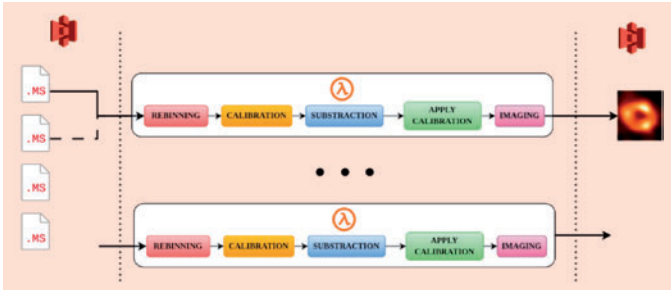 .MS
.MS
.MS
.MS
λ
REBINNING
CALIBRATION
SUBSTRACTION
APPLY
CALIBRATION
IMAGING
λ
REBINNING
CALIBRATION
SUBSTRACTION
APPLY
CALIBRATION
IMAGING